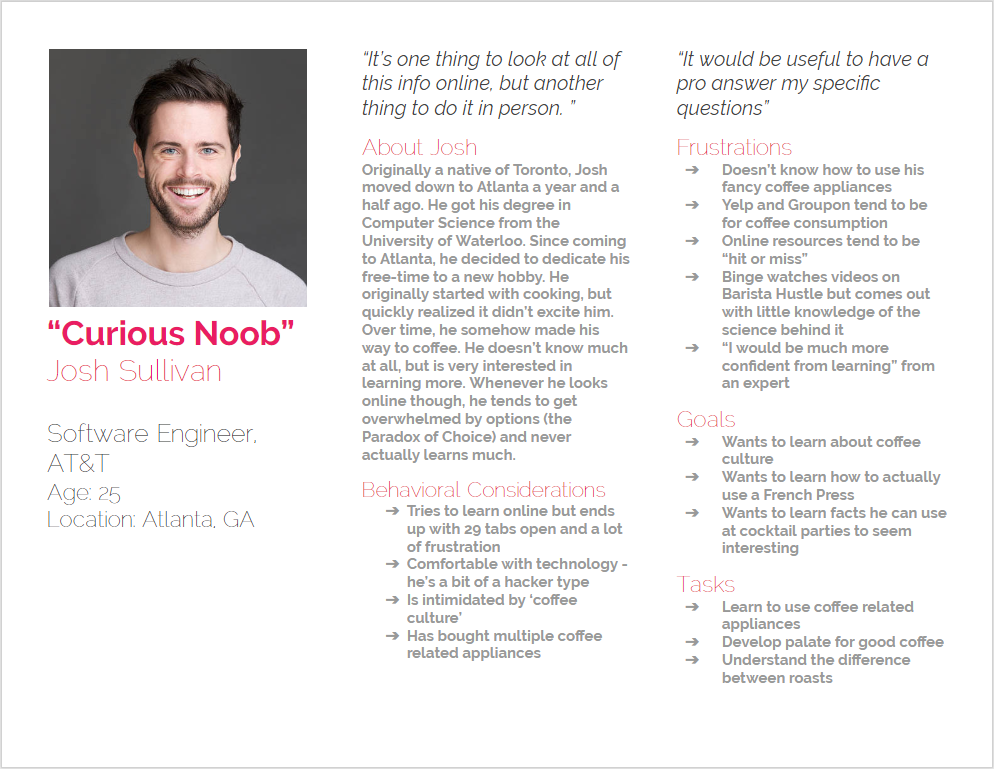 “Curious Noob”
Josh Sullivan
Software Engineer,
AT&T
Age: 25
Location: Atlanta, GA
“It’s one thing to look at all of
this info online, but another
thing to do it in person. ”
About Josh
Originally a native of Toronto, Josh
moved down to Atlanta a year and a
half ago. He got his degree in
Computer Science from the
University of Waterloo. Since coming
to Atlanta, he decided to dedicate his
free-time to a new hobby. He
originally started with cooking, but
quickly realized it didn’t excite him.
Over time, he somehow made his
way to coffee. He doesn’t know much
at all, but is very interested in
learning more. Whenever he looks
online though, he tends to get
overwhelmed by options (the
Paradox of Choice) and never
actually learns much.
Behavioral Considerations
➔ Tries to learn online but ends
up with 29 tabs open and a lot
of frustration
➔ Comfortable with technology -
he’s a bit of a hacker type
➔ Is intimidated by ‘coffee
culture’
➔ Has bought multiple coffee
related appliances
“It would be useful to have a
pro answer my specific
questions”
Frustrations
➔ Doesn’t know how to use his
fancy coffee appliances
➔ Yelp and Groupon tend to be
for coffee consumption
➔ Online resources tend to be
“hit or miss”
➔ Binge watches videos on
Barista Hustle but comes out
with little knowledge of the
science behind it
➔ “I would be much more
confident from learning” from
an expert
Goals
➔ Wants to learn about coffee
culture
➔ Wants to learn how to actually
use a French Press
➔ Wants to learn facts he can use
at cocktail parties to seem
interesting
Tasks
➔ Learn to use coffee related
appliances
➔ Develop palate for good coffee
➔ Understand the difference
between roasts